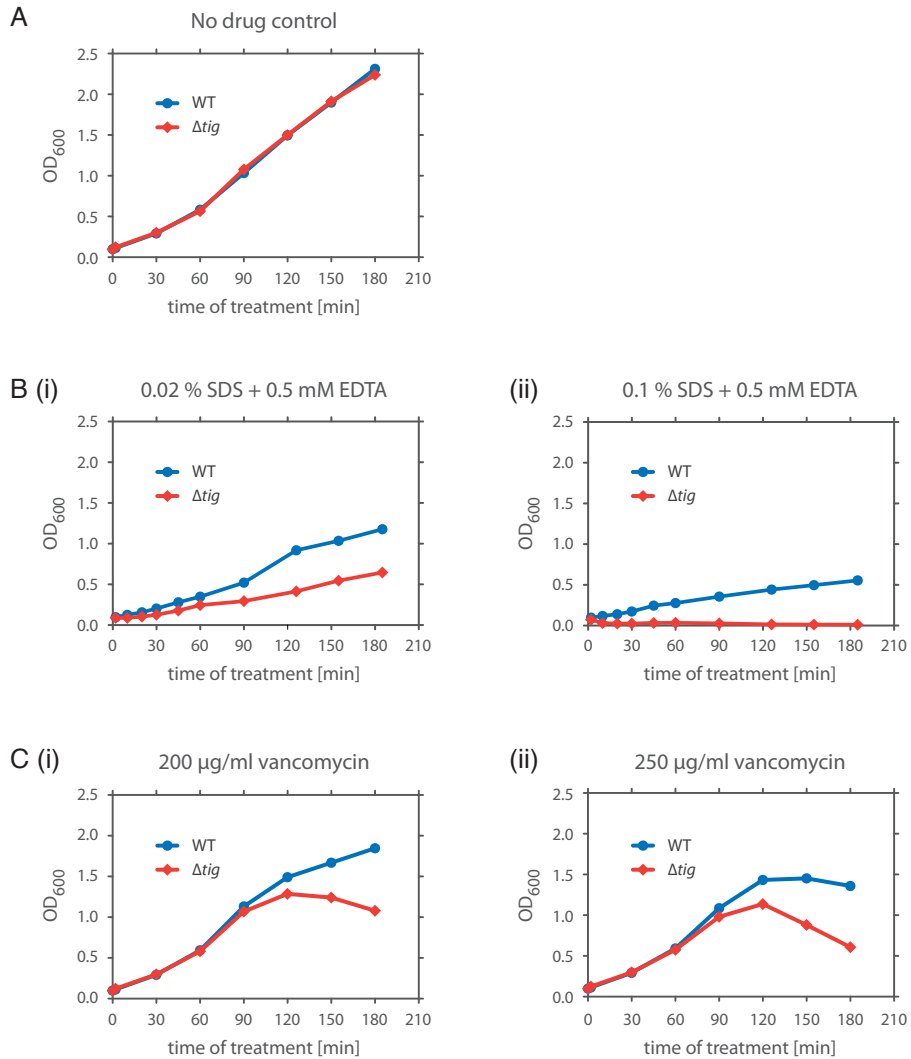 A
No drug control
2.5
2.0
1.5
1.0
0.5
0.0
OD600
WT
Δtig
0 30 60 90 120 150 180 210
time of treatment [min]
B (i)
0.02 % SDS + 0.5 mM EDTA
2.5
2.0
1.5
1.0
0.5
0.0
OD600
WT
Δtig
0 30 60 90 120 150 180 210
time of treatment [min]
(ii)
0.1 % SDS + 0.5 mM EDTA
2.5
2.0
1.5
1.0
0.5
0.0
OD600
WT
Δtig
0 30 60 90 120 150 180 210
time of treatment [min]
C (i)
200 µg/ml vancomycin
2.5
2.0
1.5
1.0
0.5
0.0
OD600
WT
Δtig
0 30 60 90 120 150 180 210
time of treatment [min]
(ii)
250 µg/ml vancomycin
2.5
2.0
1.5
1.0
0.5
0.0
OD600
WT
Δtig
0 30 60 90 120 150 180 210
time of treatment [min]